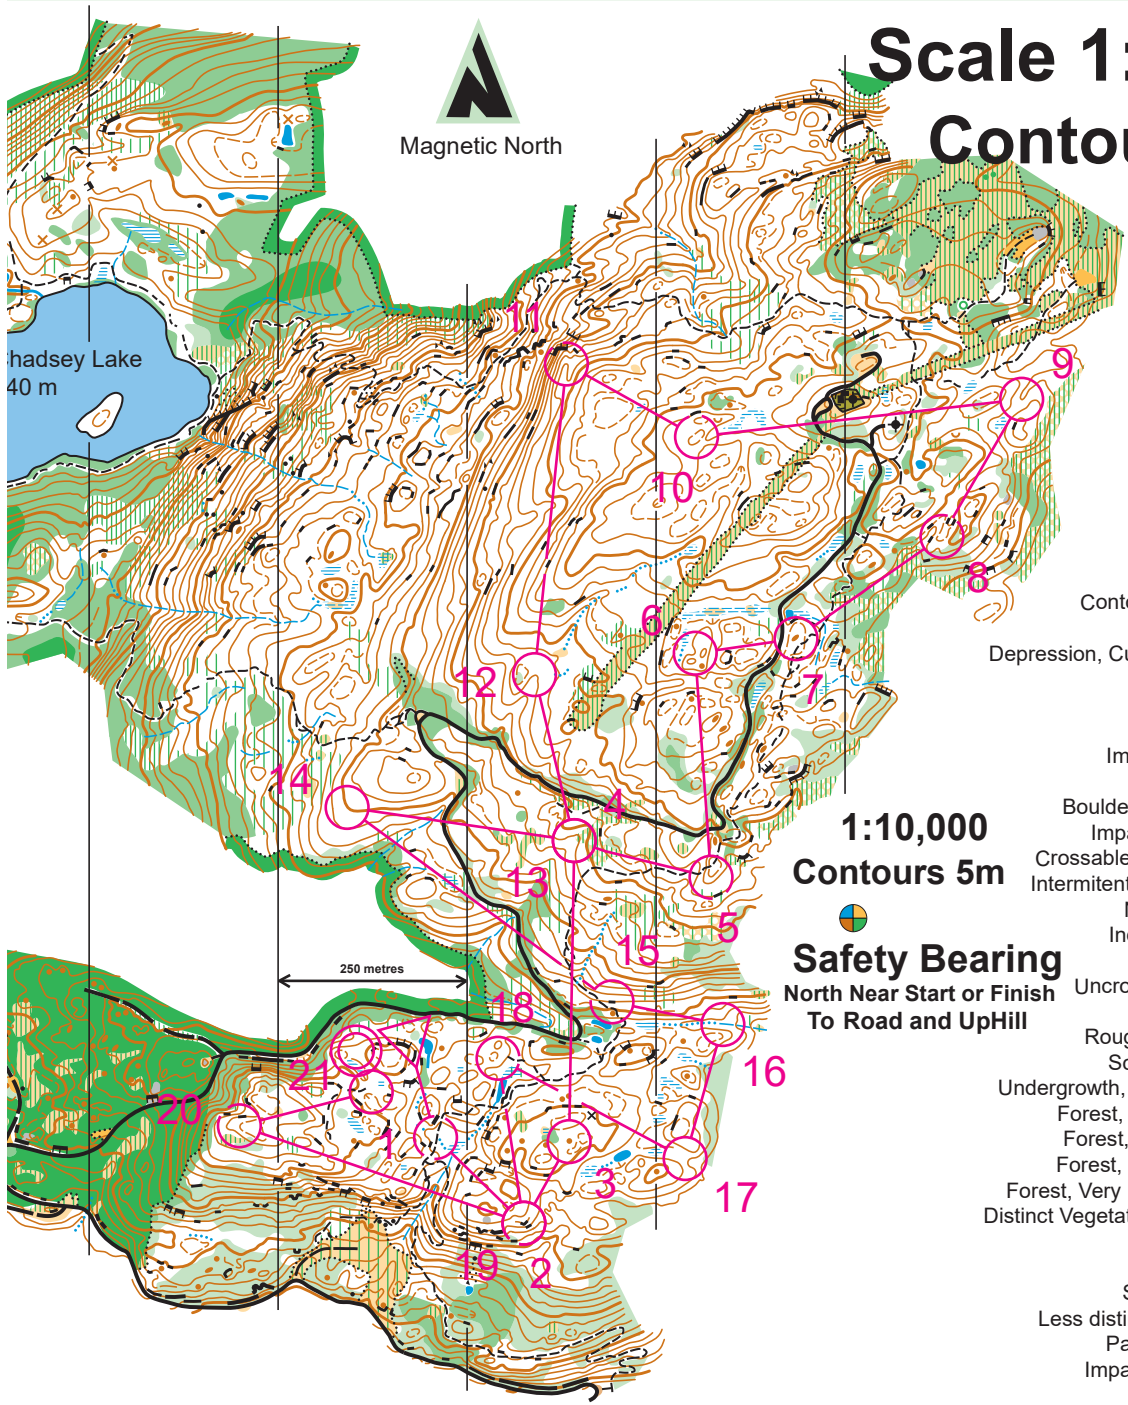 Scale 1:
Contou
Magnetic North
11
hadsey Lake
40 m
9
10
8
Conto
6
Depression, Cu
12
7
Im
14
4
1:10,000
Boulde
Impa
Contours 5m
Crossable
13
Intermitent
5
15
In
Safety Bearing
250 metres
Uncro
North Near Start or Finish
18
To Road and UpHill
Roug
21
16
So
Undergrowth,
20
Forest,
1
Forest,
Forest,
3
17
Forest, Very
Distinct Vegetat
19
2
S
Less disti
Pa
Impa